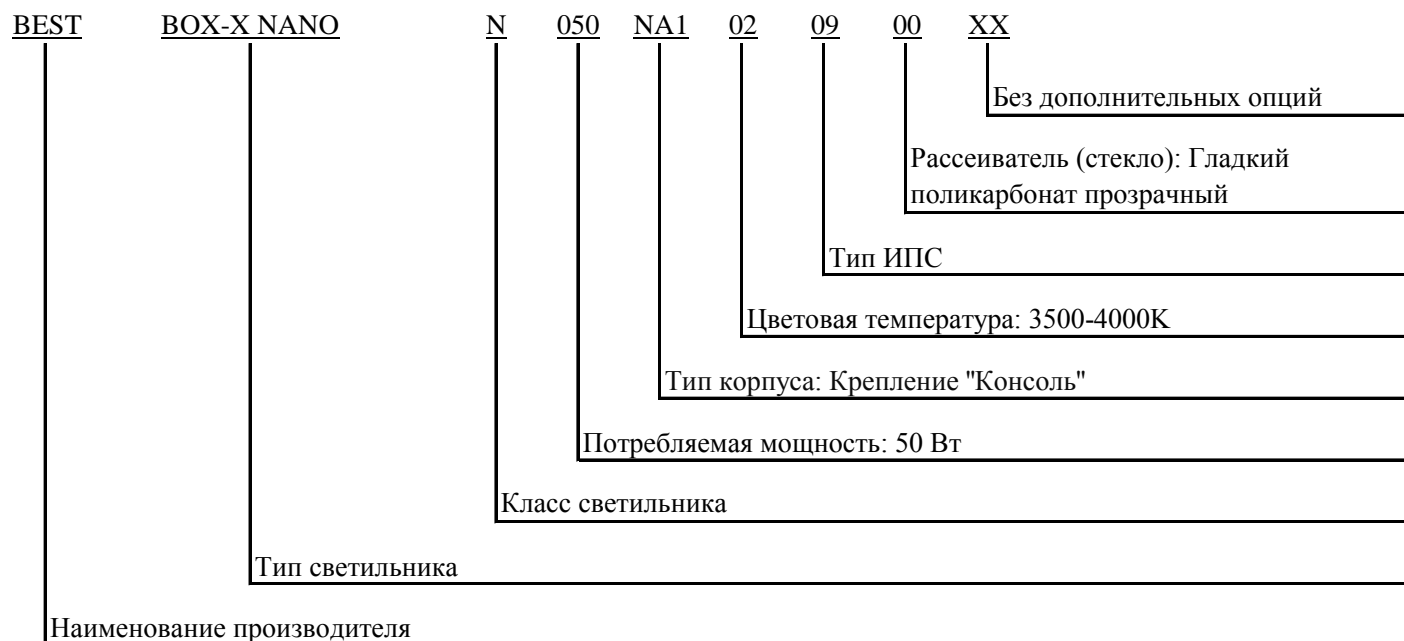 BEST BOX-X NANO N 050 NA1 02 09 00 XX
Без дополнительных опций
Рассеиватель (стекло): Гладкий
поликарбонат прозрачный
Тип ИПС
Цветовая температура: 3500-4000K
Тип корпуса: Крепление "Консоль"
Потребляемая мощность: 50 Вт
Класс светильника
Тип светильника
Наименование производителя